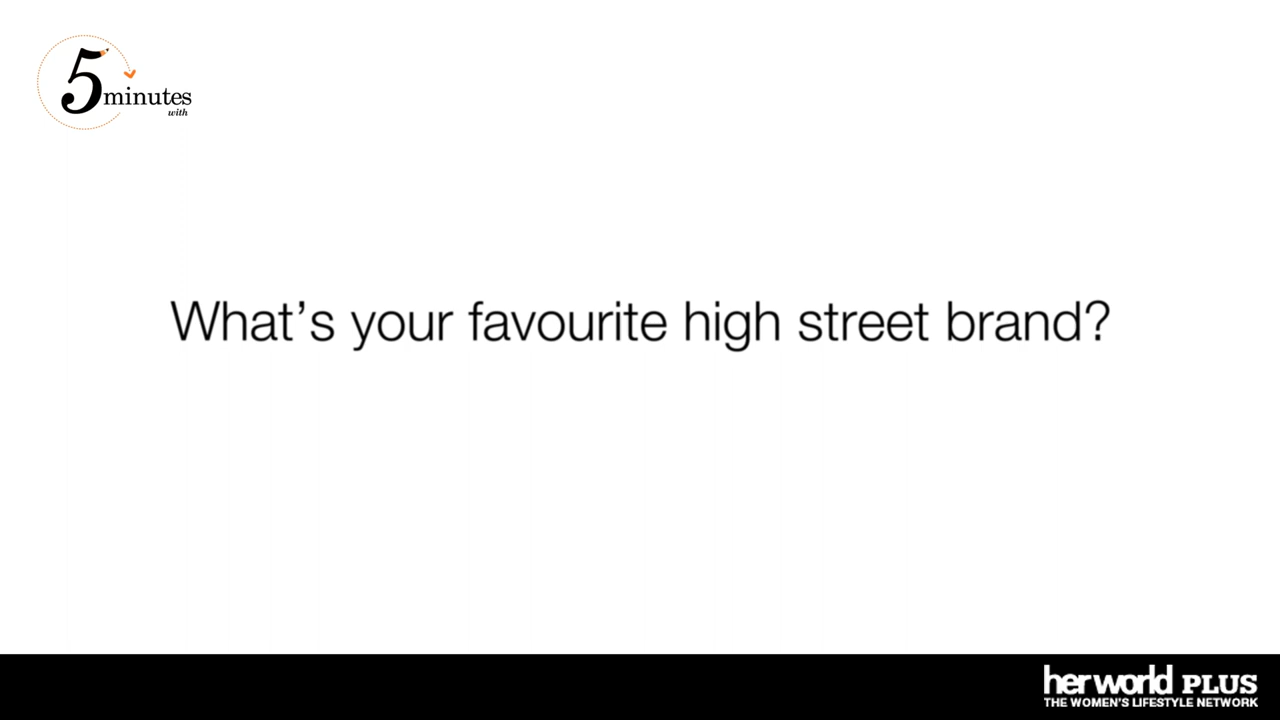 5 minutes
with
What's your favourite high street brand?
herworld PLUS
THE WOMEN'S LIFESTYLE NETWORK